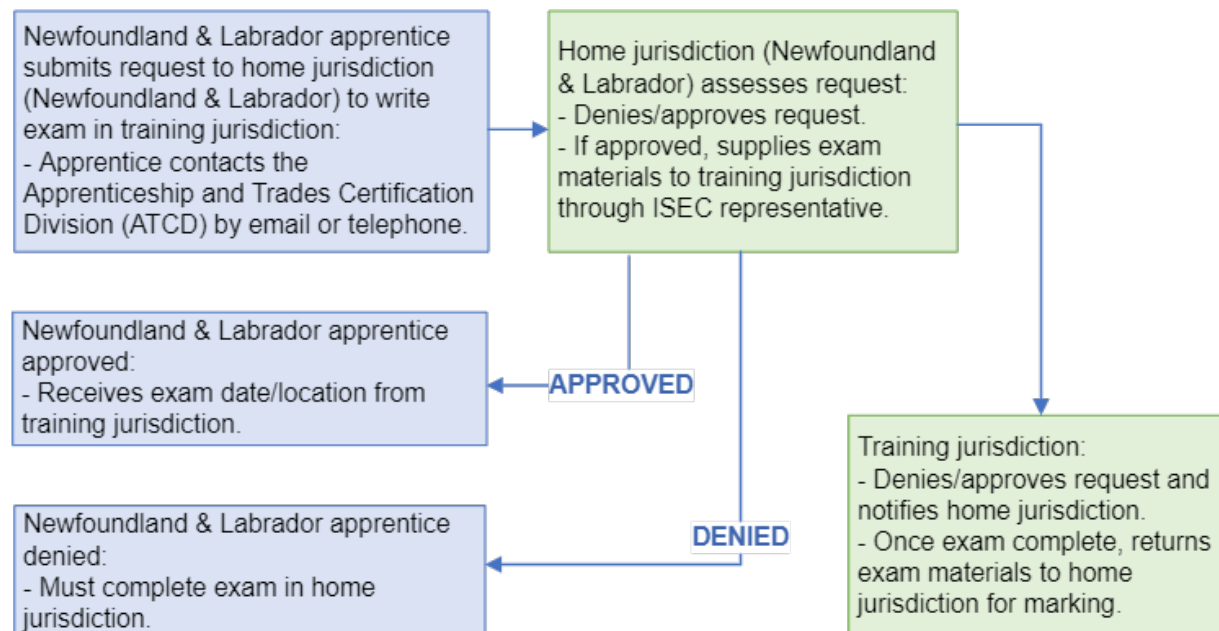 Newfoundland & Labrador apprentice
submits request to home jurisdiction
(Newfoundland & Labrador) to write
exam in training jurisdiction:
- Apprentice contacts the
Apprenticeship and Trades Certification
Division (ATCD) by email or telephone.
Home jurisdiction (Newfoundland
& Labrador) assesses request:
- Denies/approves request.
- If approved, supplies exam
materials to training jurisdiction
through ISEC representative.
Newfoundland & Labrador apprentice
approved:
- Receives exam date/location from
training jurisdiction.
APPROVED
Newfoundland & Labrador apprentice
denied:
- Must complete exam in home
jurisdiction.
DENIED
Training jurisdiction:
- Denies/approves request and
notifies home jurisdiction.
- Once exam complete, returns
exam materials to home
jurisdiction for marking.